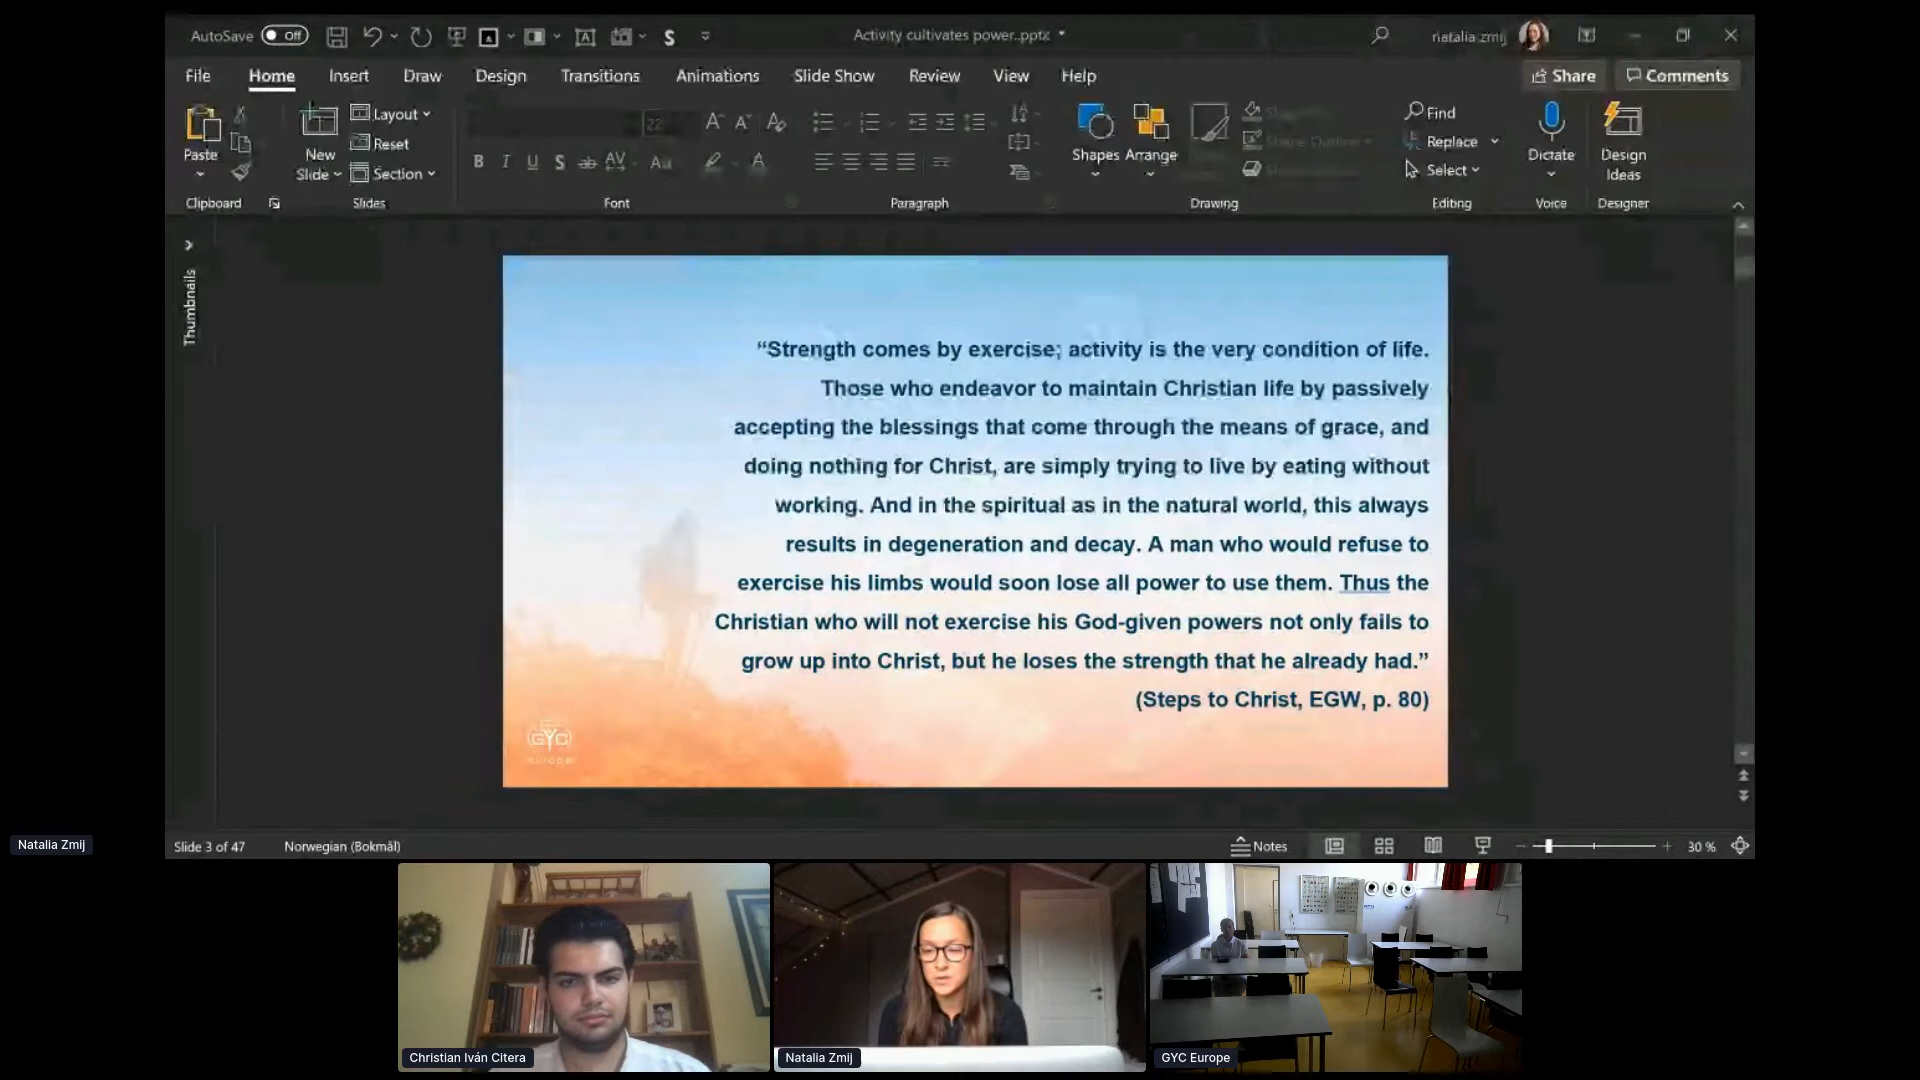 AutoSave Off
Activity cultivates power..pptx
natalia zmij
File Home Insert Draw Design Transitions Animations Slide Show Review View Help
Share Comments
Paste
New
Slide
Layout
Reset
Section
22
Shapes Arrange
Find
Replace
Select
Dictate
Design
Ideas
Clipboard Slides Font Paragraph Drawing Editing Voice Designer
Thumbnails
“Strength comes by exercise; activity is the very condition of life.
Those who endeavor to maintain Christian life by passively
accepting the blessings that come through the means of grace, and
doing nothing for Christ, are simply trying to live by eating without
working. And in the spiritual as in the natural world, this always
results in degeneration and decay. A man who would refuse to
exercise his limbs would soon lose all power to use them. Thus the
Christian who will not exercise his God-given powers not only fails to
grow up into Christ, but he loses the strength that he already had.”
(Steps to Christ, EGW, p. 80)
GYC
europe
Slide 3 of 47 Norwegian (Bokmål) Notes 30 %
Natalia Zmij
Christian Iván Citera
Natalia Zmij
GYC Europe